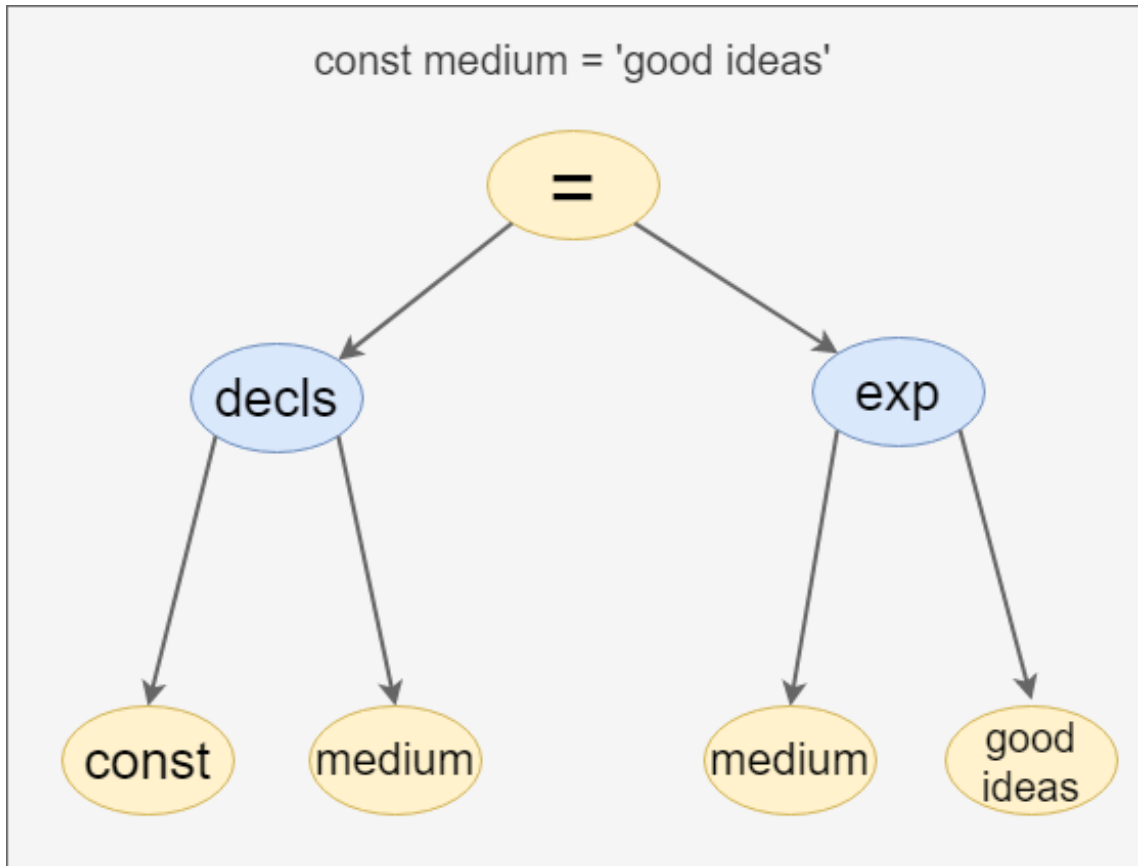 const medium = 'good ideas'
=
decls
exp
const
medium
medium
good
ideas